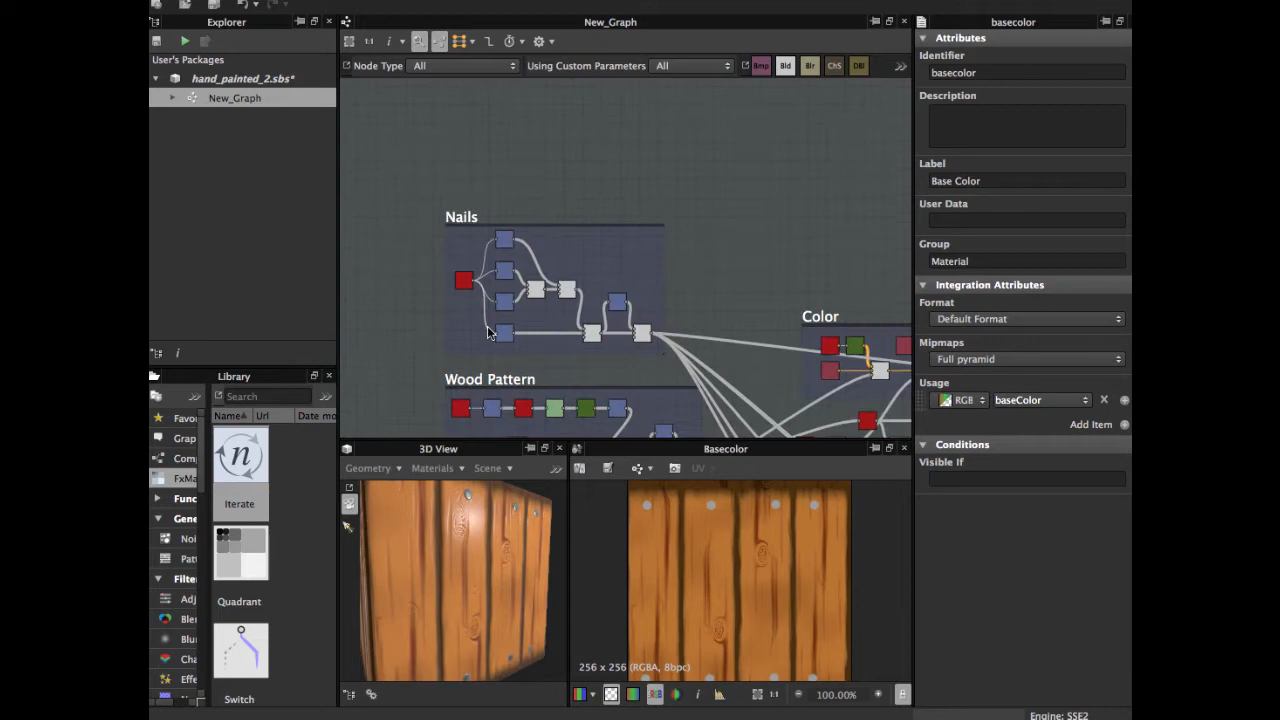 Explorer
New_Graph
basecolor
1:1
Node Type All Using Custom Parameters All Bmp Bld Blr ChS DBl
User's Packages
hand_painted_2.sbs*
New_Graph
Attributes
Identifier
basecolor
Description
Label
Base Color
User Data
Group
Material
Integration Attributes
Format
Default Format
Mipmaps
Full pyramid
Usage
RGB baseColor
Add Item
Conditions
Visible If
Nails
Color
Wood Pattern
Library
Search
Name Url Date mo
Favo
Grap
Com
FxMa
Func
Gene
Noi
Patt
Filter
Adj
Ble
Blu
Cha
Effe
Iterate
Quadrant
Switch
3D View
Geometry Materials Scene
Basecolor
UV
256 x 256 (RGBA, 8bpc)
1:1 100.00%
Engine: SSE2